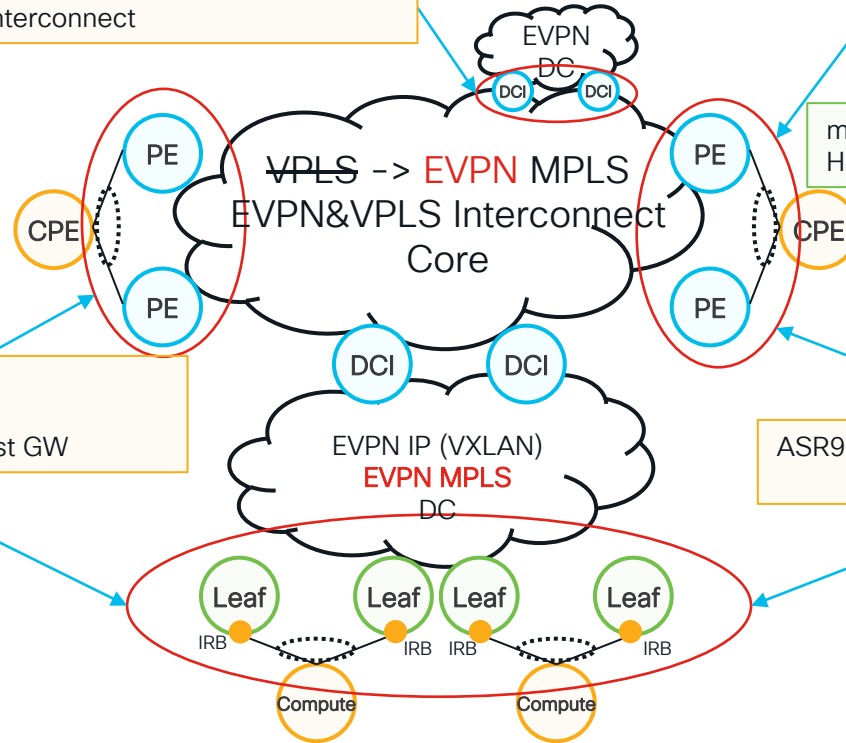 nterconnect
EVPN
DC
DCI
DCI
PE
PE
m
H
VPLS -> EVPN MPLS
EVPN&VPLS Interconnect
Core
CPE
CPE
PE
PE
DCI
DCI
st GW
ASR9
EVPN IP (VXLAN)
EVPN MPLS
DC
Leaf
Leaf
Leaf
Leaf
IRB
IRB
IRB
IRB
Compute
Compute